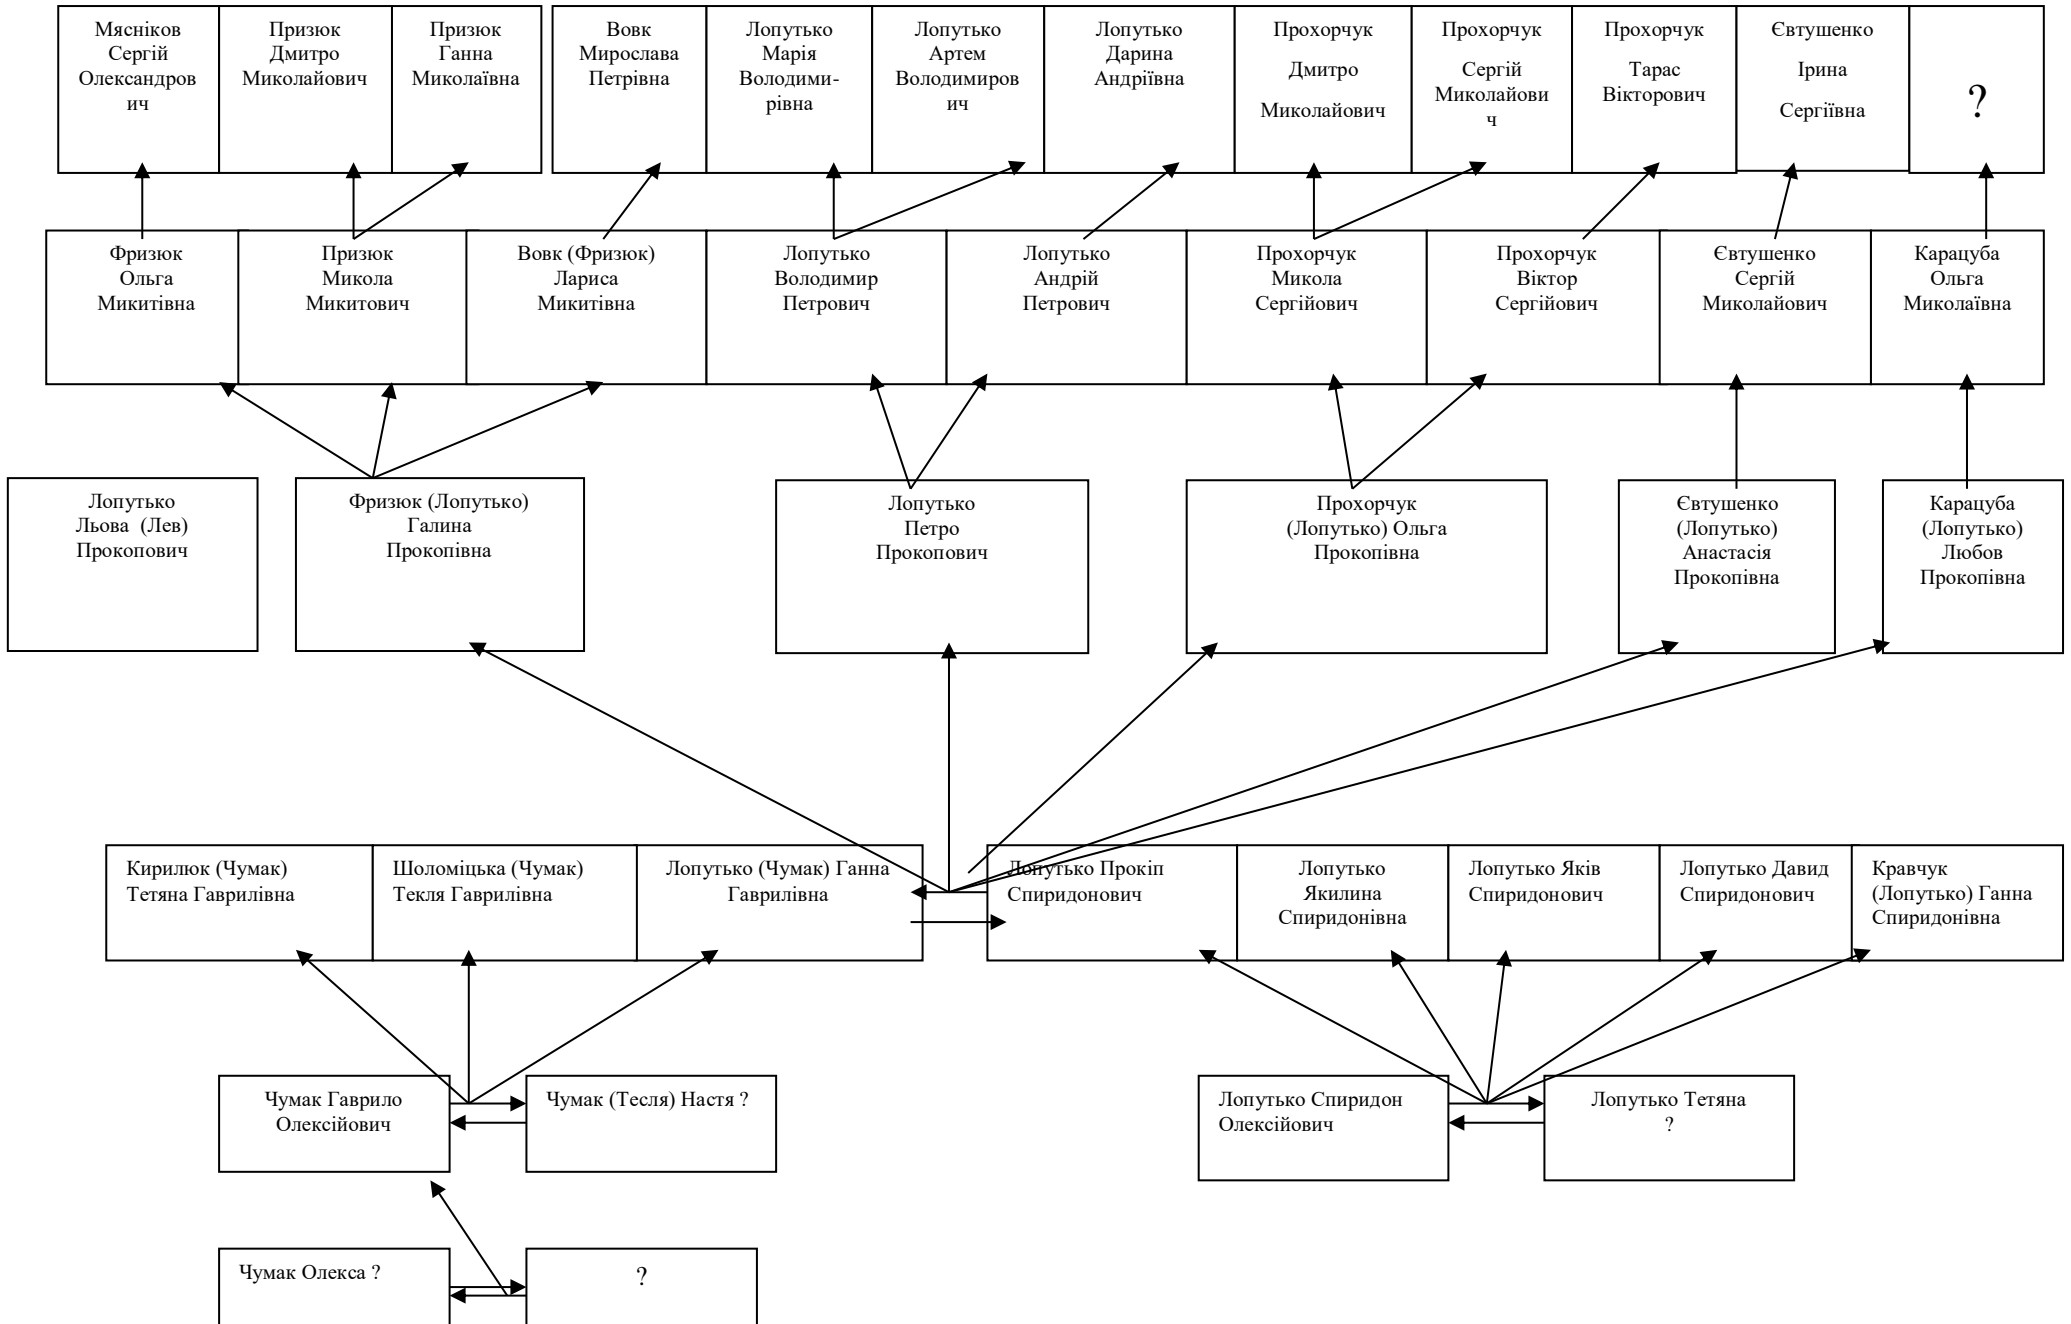 Мясніков
Сергій
Олександров
ич
Призюк
Дмитро
Миколайович
Призюк
Ганна
Миколаївна
Вовк
Мирослава
Петрівна
Лопутько
Марія
Володими-
рівна
Лопутько
Артем
Володимиров
ич
Лопутько
Дарина
Андріївна
Прохорчук
Дмитро
Миколайович
Прохорчук
Сергій
Миколайови
ч
Прохорчук
Тарас
Вікторович
Євтушенко
Ірина
Сергіївна
?
Фризюк
Ольга
Микитівна
Призюк
Микола
Микитович
Вовк (Фризюк)
Лариса
Микитівна
Лопутько
Володимир
Петрович
Лопутько
Андрій
Петрович
Прохорчук
Микола
Сергійович
Прохорчук
Віктор
Сергійович
Євтушенко
Сергій
Миколайович
Карацуба
Ольга
Миколаївна
Лопутько
Льова (Лев)
Прокопович
Фризюк (Лопутько)
Галина
Прокопівна
Лопутько
Петро
Прокопович
Прохорчук
(Лопутько) Ольга
Прокопівна
Євтушенко
(Лопутько)
Анастасія
Прокопівна
Карацуба
(Лопутько)
Любов
Прокопівна
Кирилюк (Чумак)
Тетяна Гаврилівна
Шоломіцька (Чумак)
Текля Гаврилівна
Лопутько (Чумак) Ганна
Гаврилівна
Лопутько Прокіп
Спиридонович
Лопутько
Якилина
Спиридонівна
Лопутько Яків
Спиридонович
Лопутько Давид
Спиридонович
Кравчук
(Лопутько) Ганна
Спиридонівна
Чумак Гаврило
Олексійович
Чумак (Тесля) Настя ?
Лопутько Спиридон
Олексійович
Лопутько Тетяна
?
Чумак Олекса ?
?